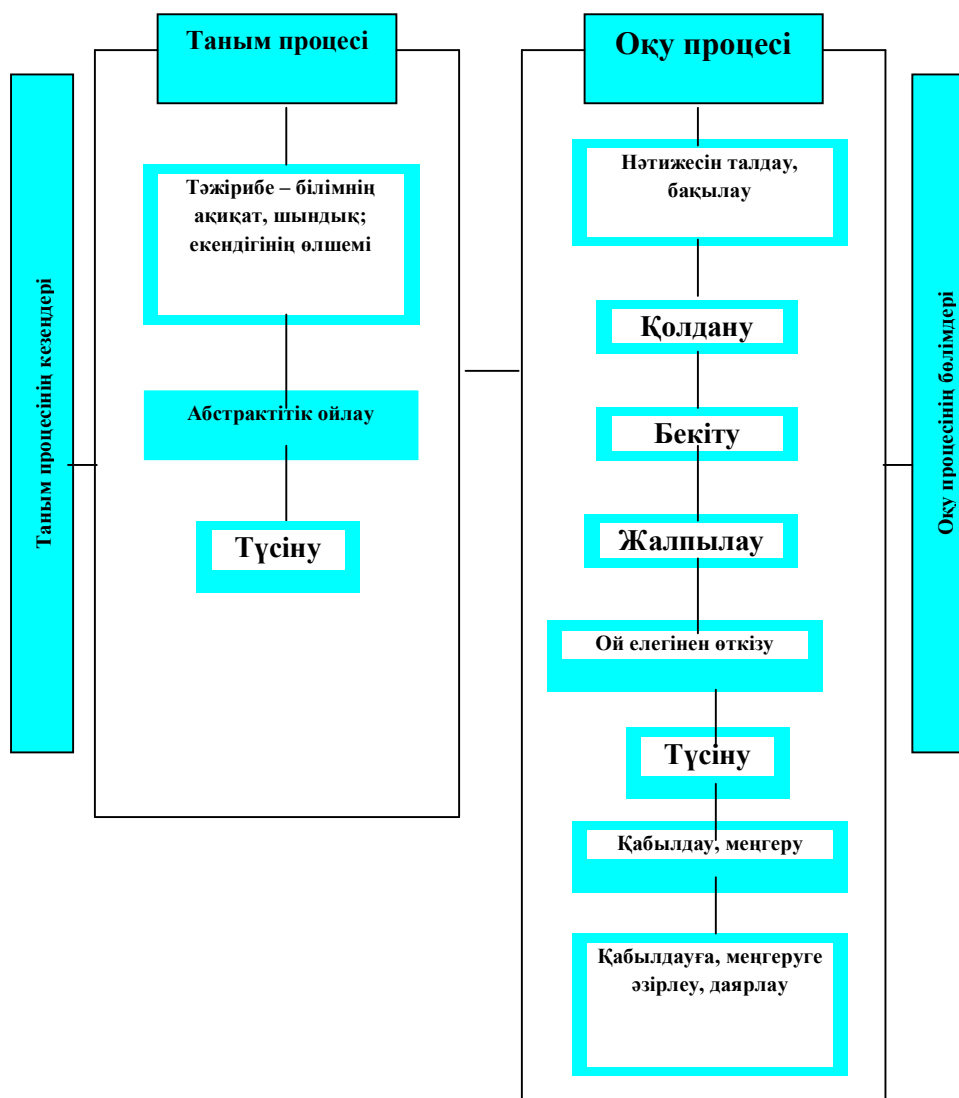 Таным процесінің кезеңдері
Таным процесі
Тәжірибе – білімнің
ақиқат, шындық;
екендігінің өлшемі
Абстрактітік ойлау
Түсіну
Оқу процесі
Нәтижесін талдау,
бақылау
Қолдану
Бекіту
Жалпылау
Ой елегінен өткізу
Түсіну
Қабылдау, меңгеру
Қабылдауға, меңгеруге
әзірлеу, даярлау
Оқу процесінің бөлімдері